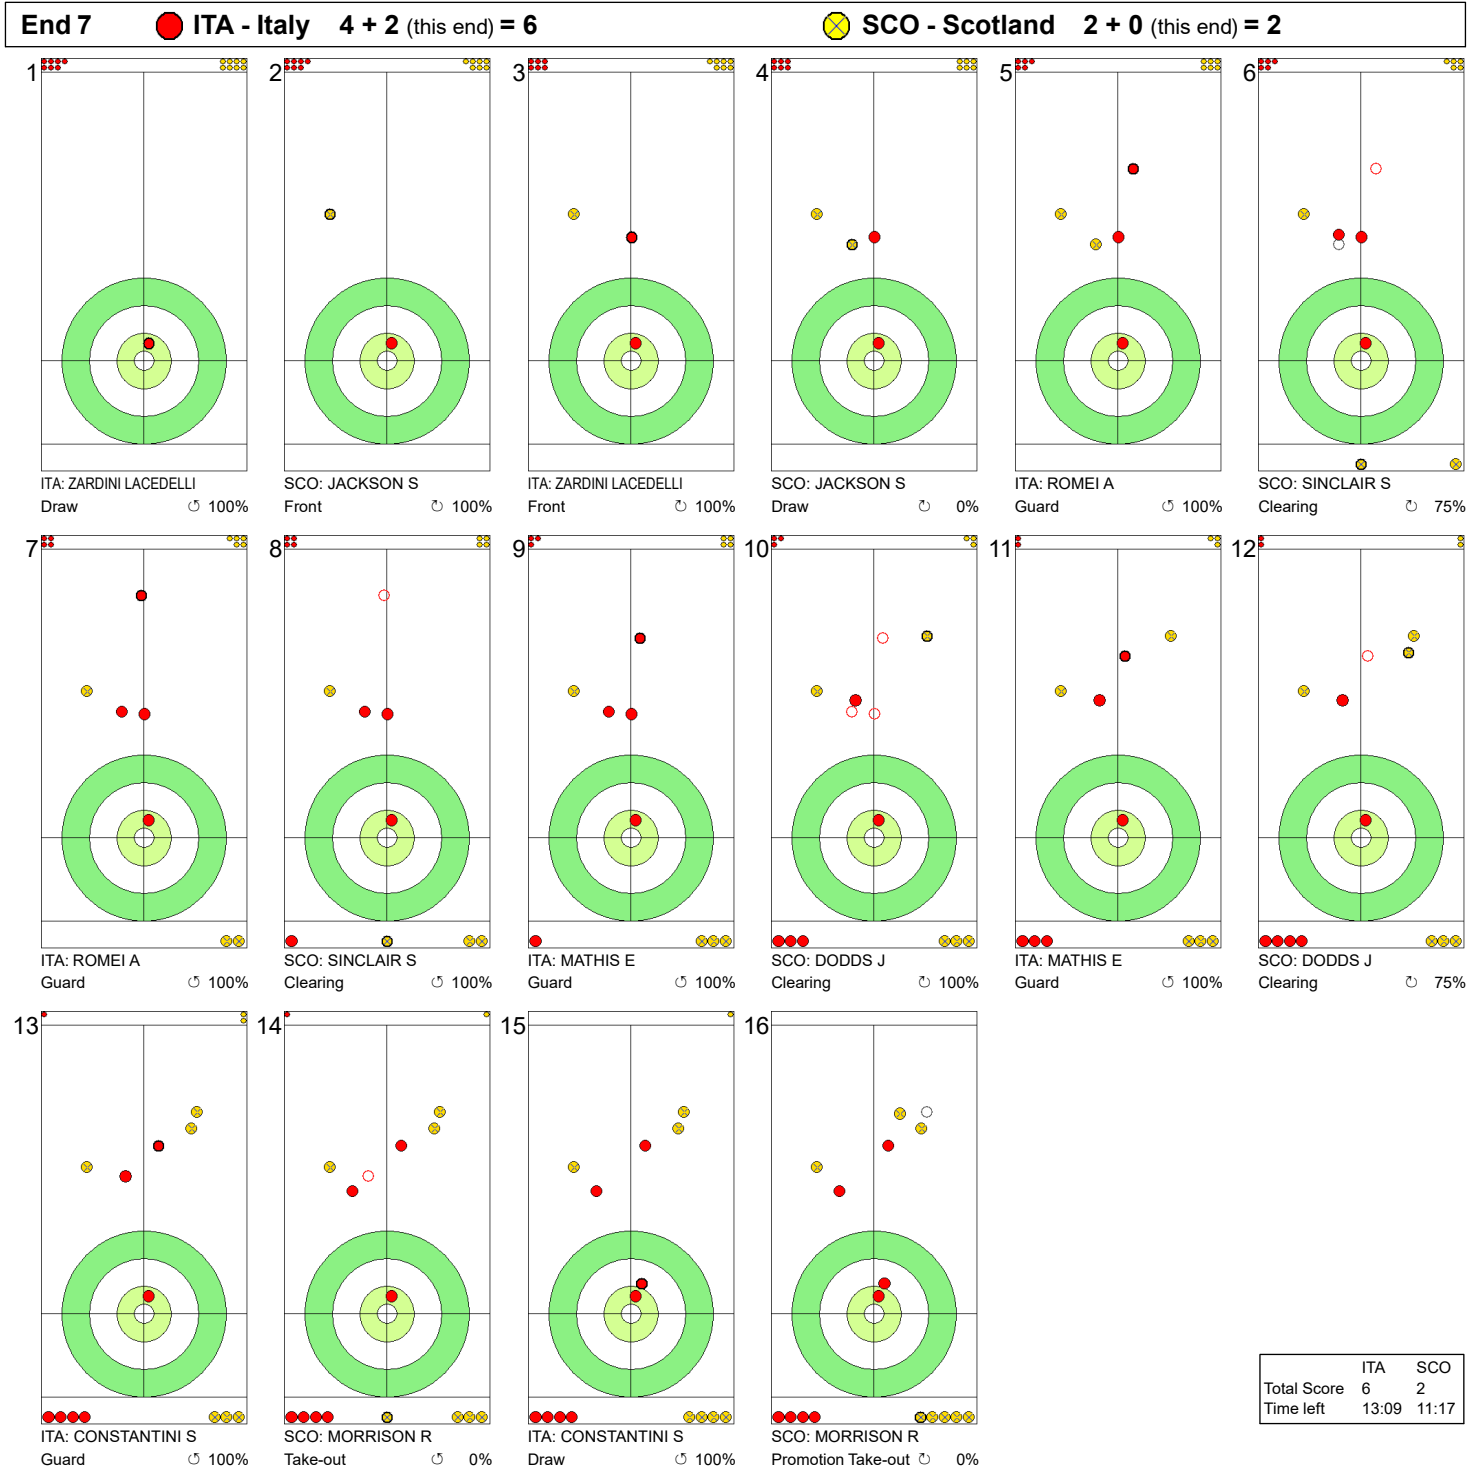 End 7 ITA - Italy 4 + 2 (this end) = 6 SCO - Scotland 2 + 0 (this end) = 2
1 2 3 4 5 6
ITA: ZARDINI LACEDELLI SCO: JACKSON S ITA: ZARDINI LACEDELLI SCO: JACKSON S ITA: ROMEI A SCO: SINCLAIR S
Draw ↺ 100% Front ↺ 100% Front ↻ 100% Draw ↻ 0% Guard ↺ 100% Clearing ↻ 75%
7 8 9 10 11 12
ITA: ROMEI A SCO: SINCLAIR S ITA: MATHIS E SCO: DODDS J ITA: MATHIS E SCO: DODDS J
Guard ↺ 100% Clearing ↺ 100% Guard ↺ 100% Clearing ↻ 100% Guard ↺ 100% Clearing ↺ 75%
13 14 15 16
ITA: CONSTANTINI S SCO: MORRISON R ITA: CONSTANTINI S SCO: MORRISON R
Guard ↺ 100% Take-out ↺ 0% Draw ↺ 100% Promotion Take-out ↻ 0%
ITA SCO
Total Score 6 2
Time left 13:09 11:17